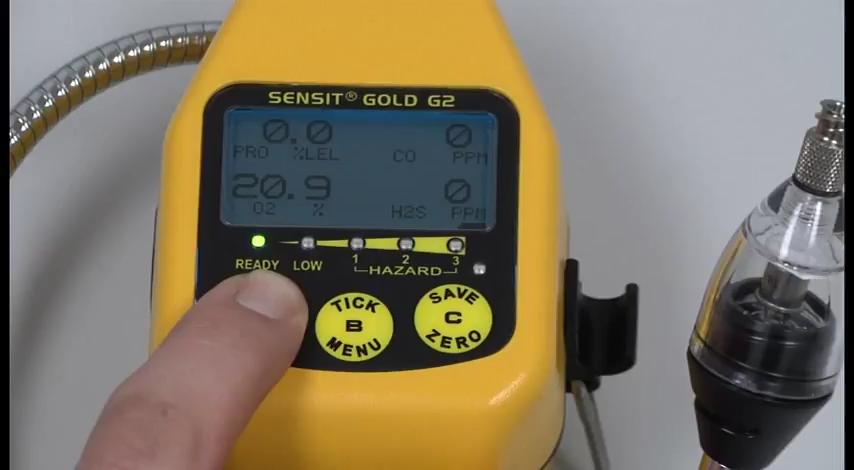 SENSIT® GOLD G2
0.0 0
PRO %LEL CO PPM
20.9 0
O2 % H2S PPM
READY LOW 1 2 3
HAZARD
TICK B MENU
SAVE C ZERO